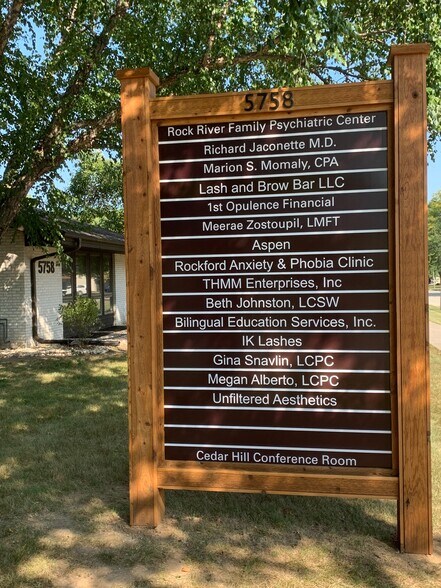 5758
Rock River Family Psychiatric Center
Richard Jaconette M.D.
Marion S. Momaly, CPA
Lash and Brow Bar LLC
1st Opulence Financial
Meerae Zostoupil, LMFT
Aspen
Rockford Anxiety & Phobia Clinic
THMM Enterprises, Inc
Beth Johnston, LCSW
Bilingual Education Services, Inc.
IK Lashes
Gina Snavlin, LCPC
Megan Alberto, LCPC
Unfiltered Aesthetics
Cedar Hill Conference Room
5758